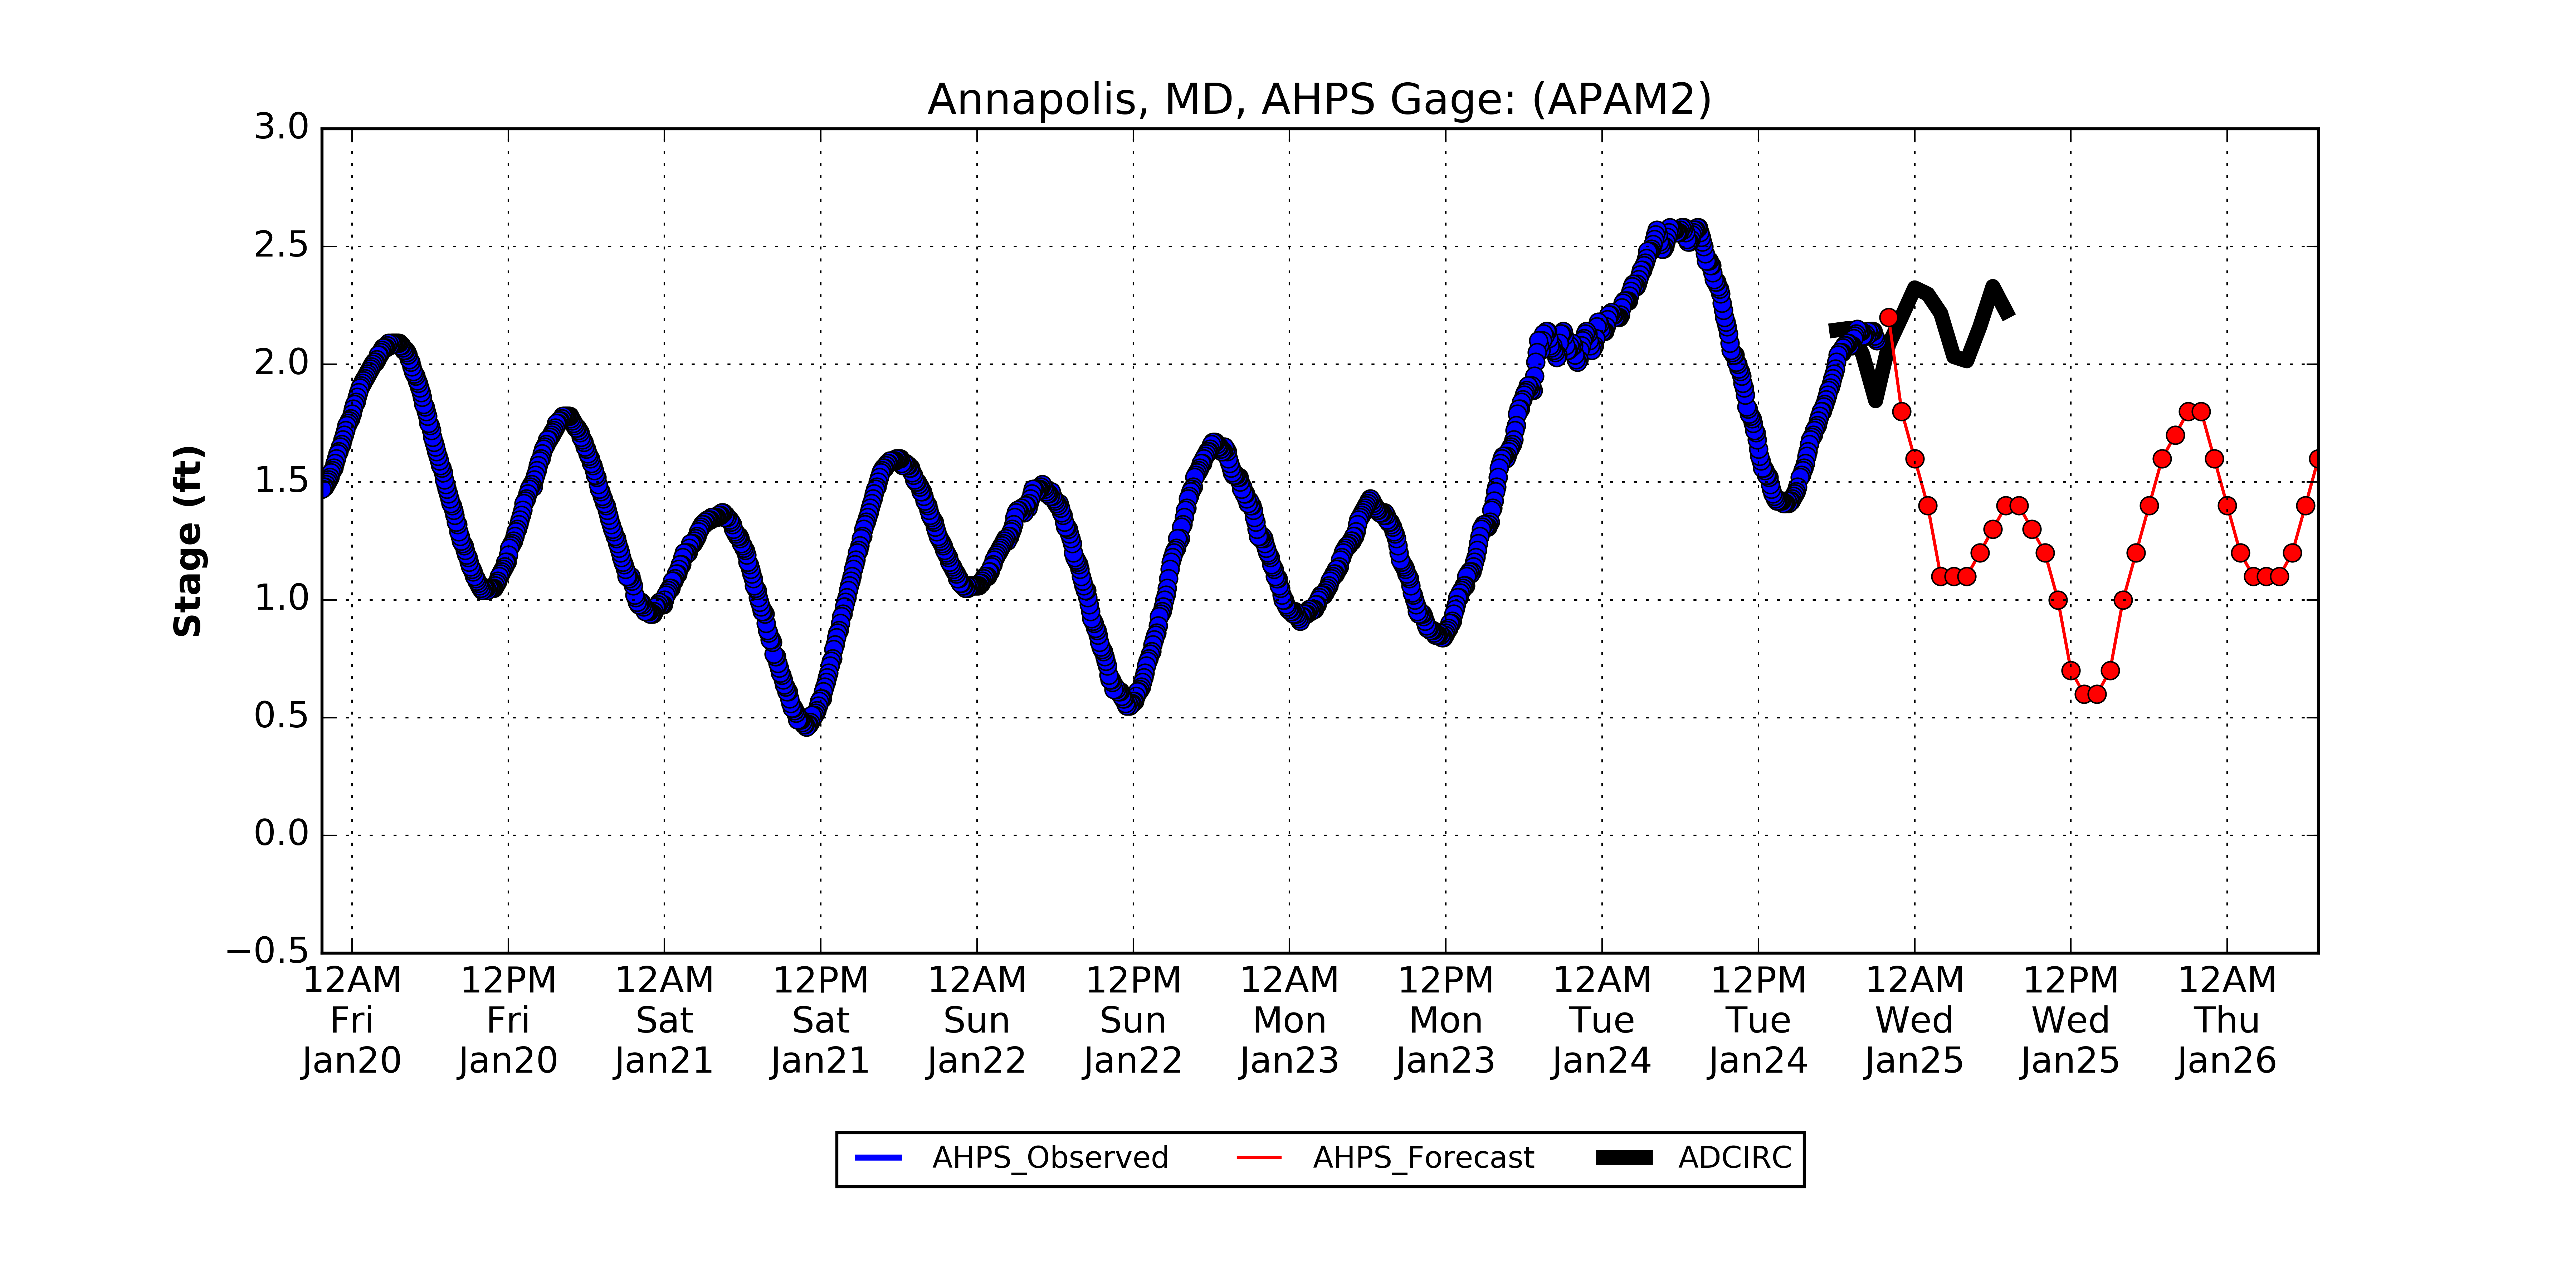 Annapolis, MD, AHPS Gage: (APAM2)
Stage (ft)
3.0
2.5
2.0
1.5
1.0
0.5
0.0
−0.5
12AM 12PM 12AM 12PM 12AM 12PM 12AM 12PM 12AM 12PM 12AM 12PM 12AM
Fri Fri Sat Sat Sun Sun Mon Mon Tue Tue Wed Wed Thu
Jan20 Jan20 Jan21 Jan21 Jan22 Jan22 Jan23 Jan23 Jan24 Jan24 Jan25 Jan25 Jan26
AHPS_Observed AHPS_Forecast ADCIRC